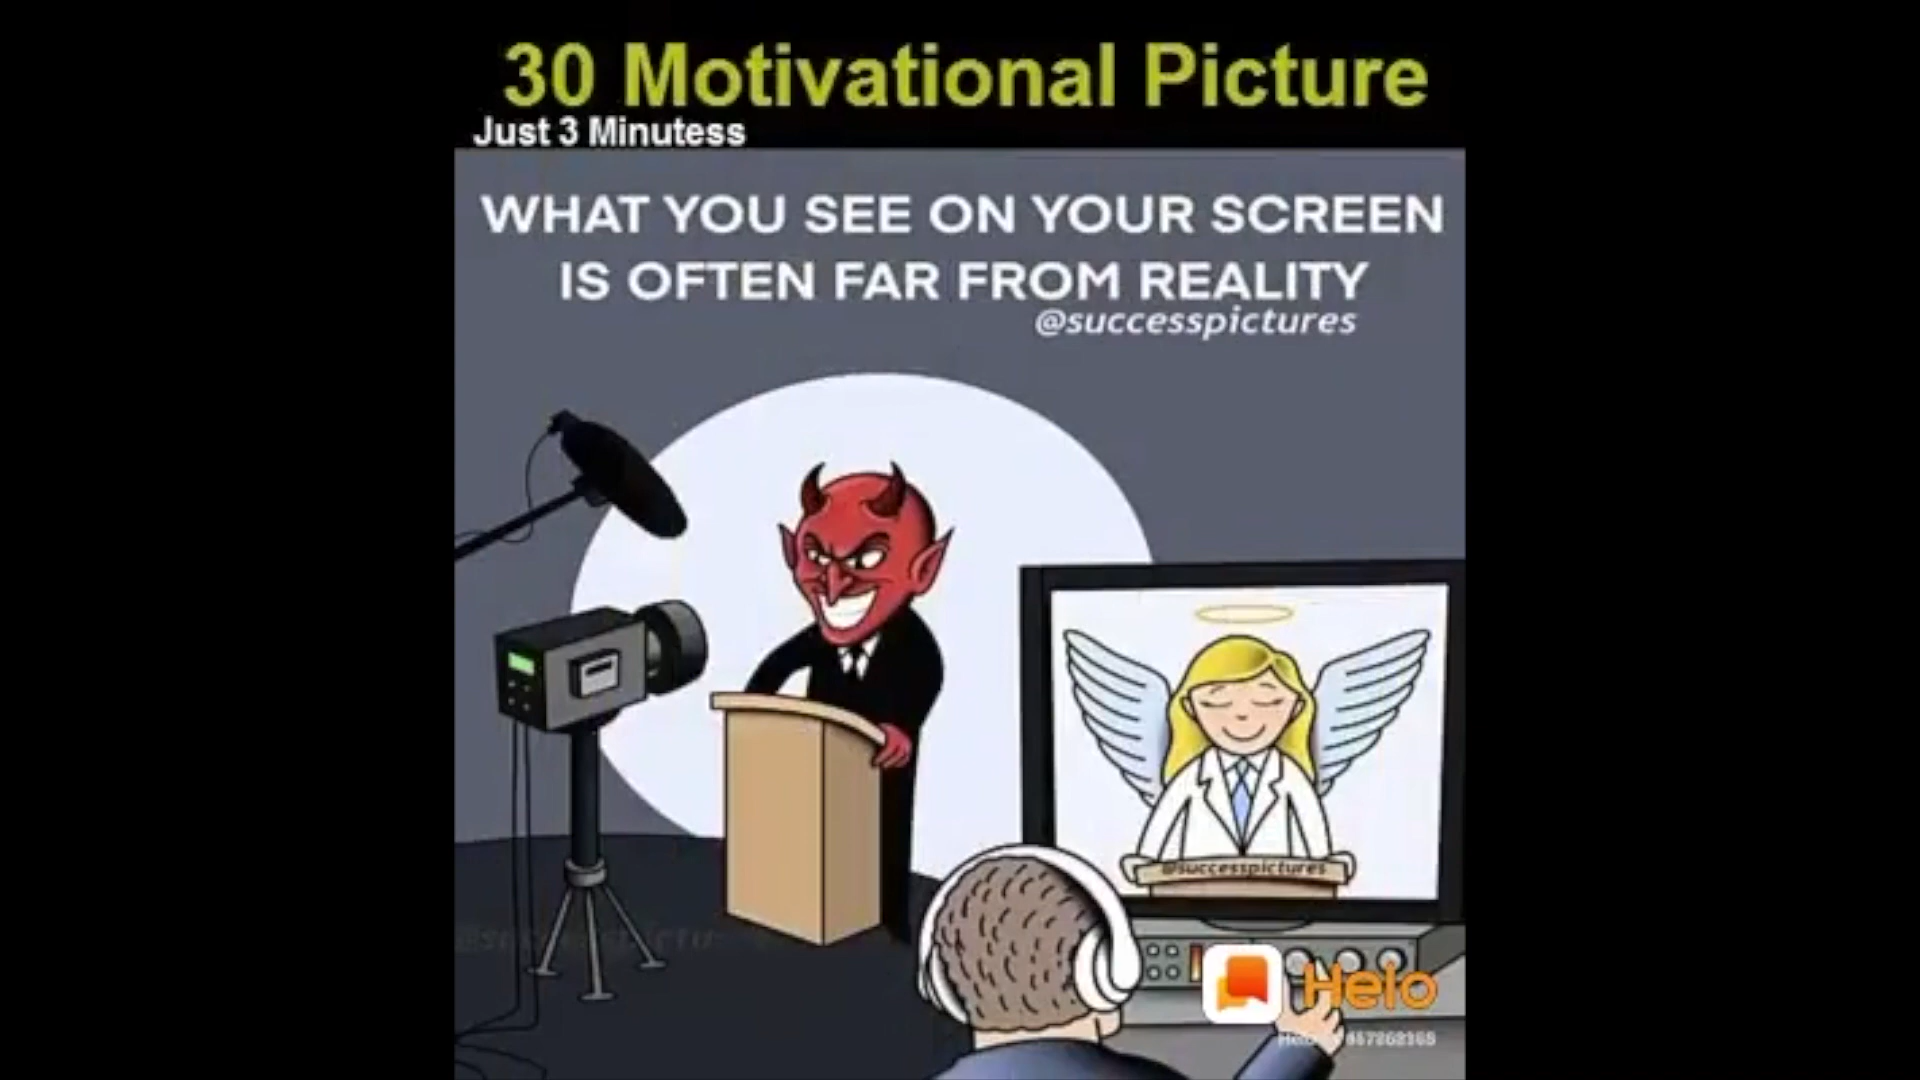 30 Motivational Picture
Just 3 Minutess
WHAT YOU SEE ON YOUR SCREEN
IS OFTEN FAR FROM REALITY
@successpictures
@successpictures
Helo